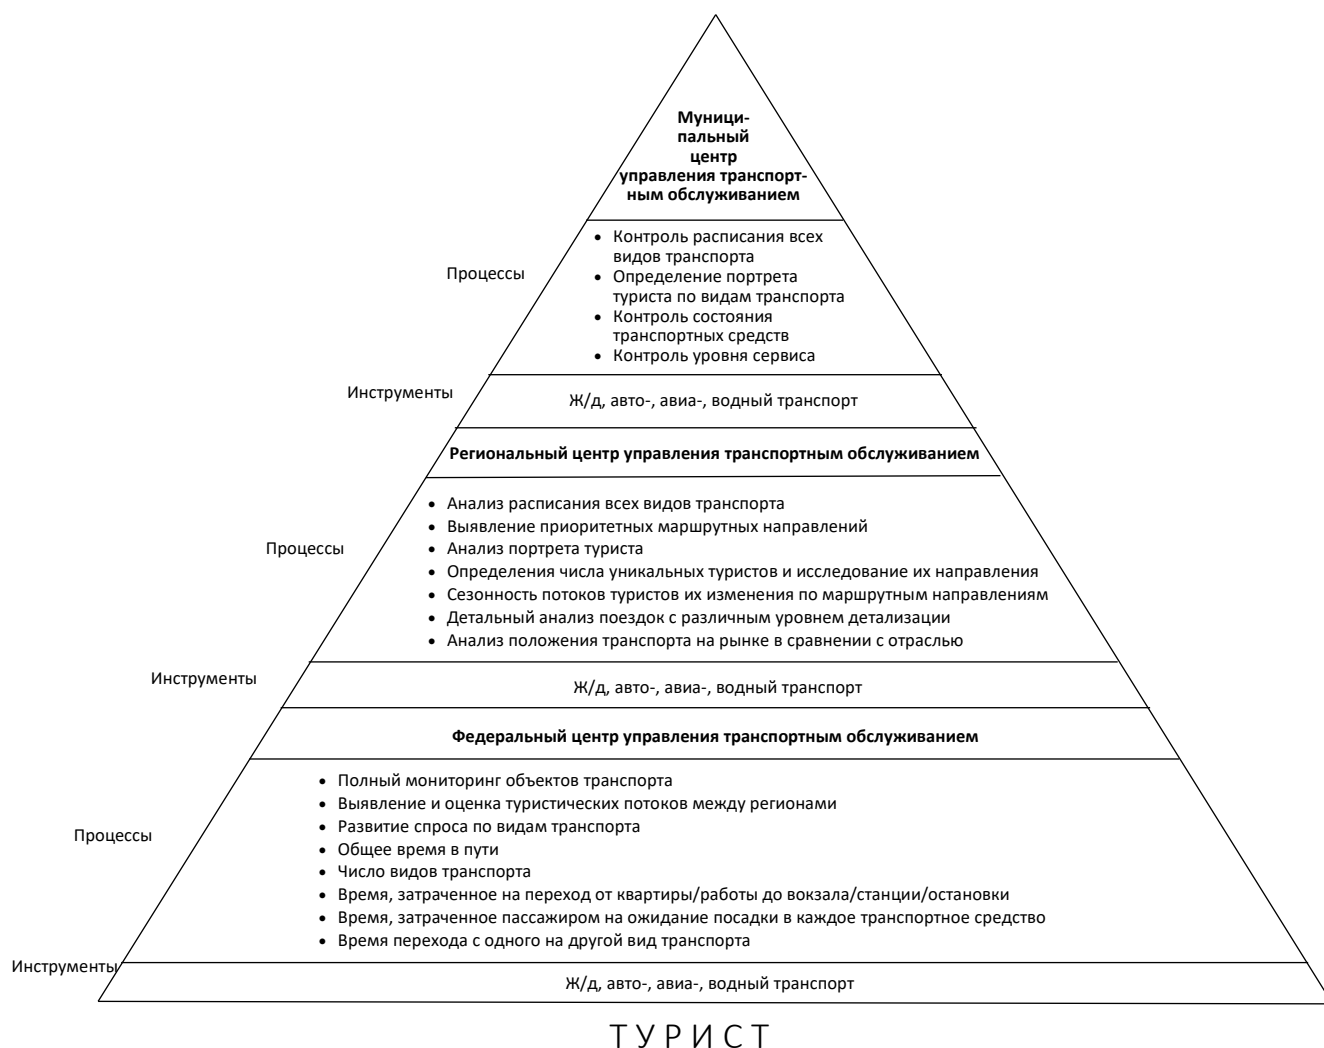 Муници-
пальный
центр
управления транспорт-
ным обслуживанием
Процессы
• Контроль расписания всех
видов транспорта
• Определение портрета
туриста по видам транспорта
• Контроль состояния
транспортных средств
• Контроль уровня сервиса
Инструменты
Ж/д, авто-, авиа-, водный транспорт
Региональный центр управления транспортным обслуживанием
Процессы
• Анализ расписания всех видов транспорта
• Выявление приоритетных маршрутных направлений
• Анализ портрета туриста
• Определения числа уникальных туристов и исследование их направления
• Сезонность потоков туристов их изменения по маршрутным направлениям
• Детальный анализ поездок с различным уровнем детализации
• Анализ положения транспорта на рынке в сравнении с отраслью
Инструменты
Ж/д, авто-, авиа-, водный транспорт
Федеральный центр управления транспортным обслуживанием
Процессы
• Полный мониторинг объектов транспорта
• Выявление и оценка туристических потоков между регионами
• Развитие спроса по видам транспорта
• Общее время в пути
• Число видов транспорта
• Время, затраченное на переход от квартиры/работы до вокзала/станции/остановки
• Время, затраченное пассажиром на ожидание посадки в каждое транспортное средство
• Время перехода с одного на другой вид транспорта
Инструменты
Ж/д, авто-, авиа-, водный транспорт
ТУРИСТ